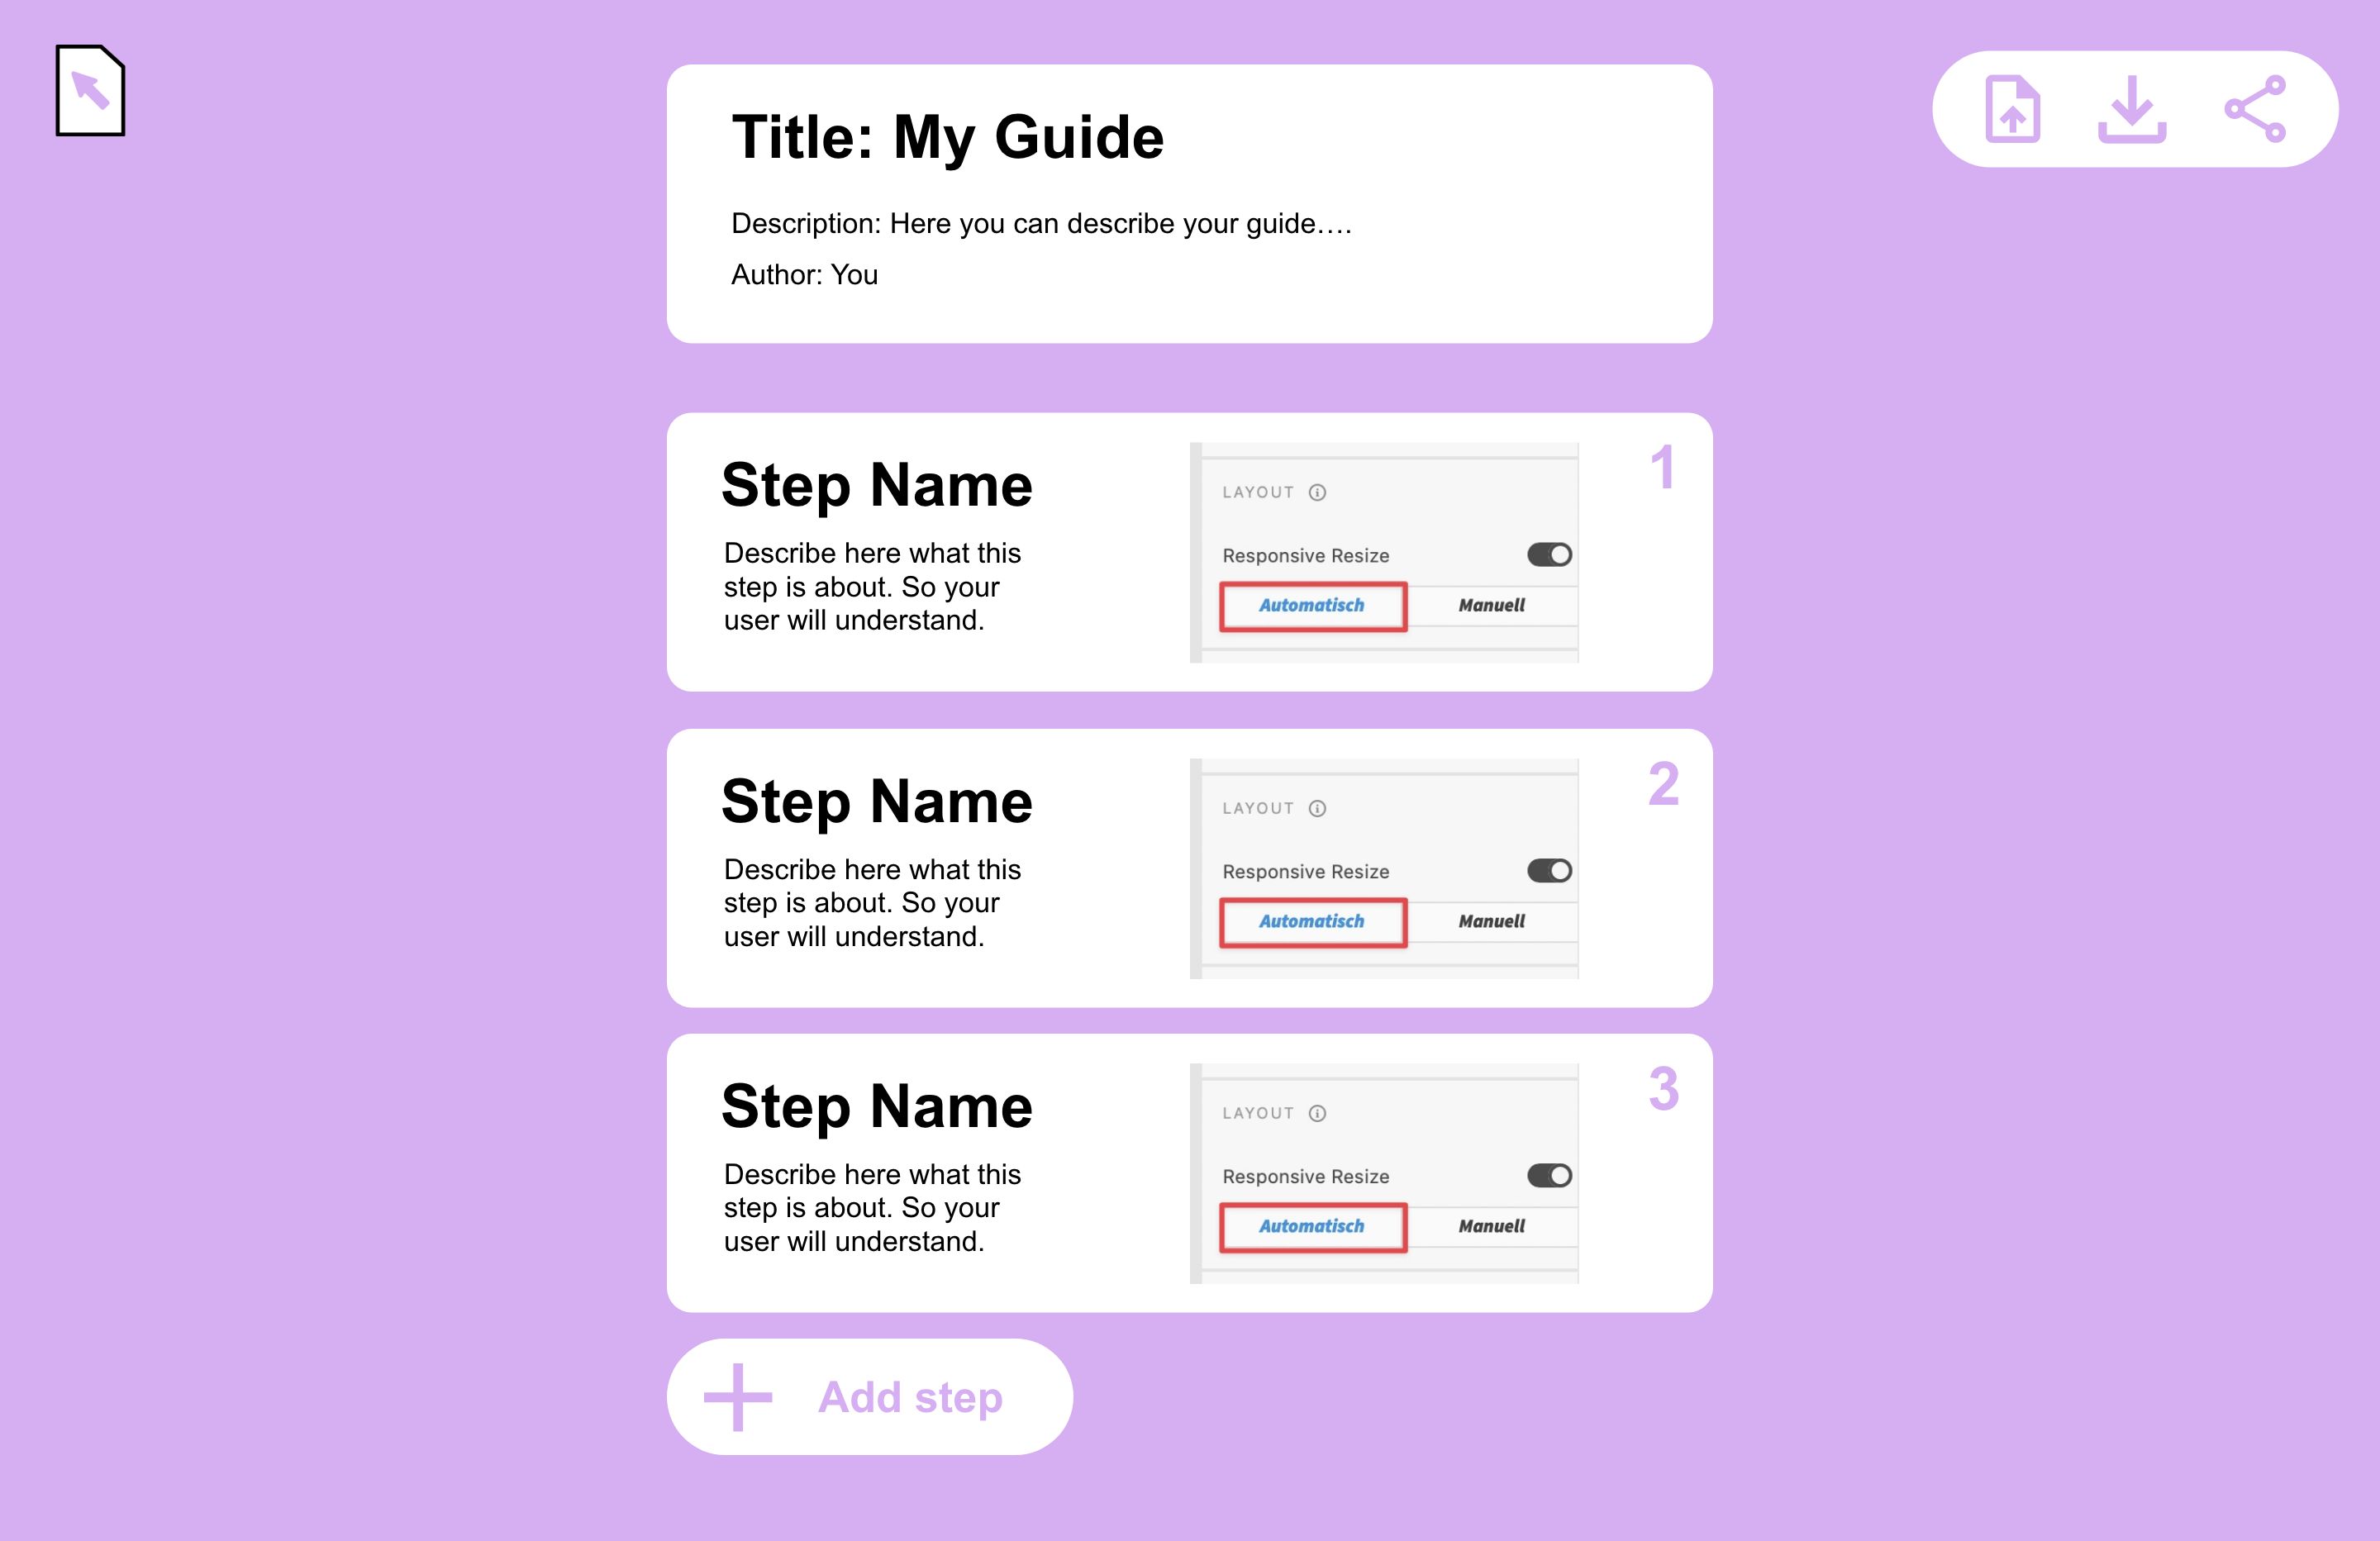 Title: My Guide
Description: Here you can describe your guide....
Author: You
Step Name
Describe here what this
step is about. So your
user will understand.
LAYOUT
Responsive Resize
Automatisch Manuell
1
Step Name
Describe here what this
step is about. So your
user will understand.
LAYOUT
Responsive Resize
Automatisch Manuell
2
Step Name
Describe here what this
step is about. So your
user will understand.
LAYOUT
Responsive Resize
Automatisch Manuell
3
Add step